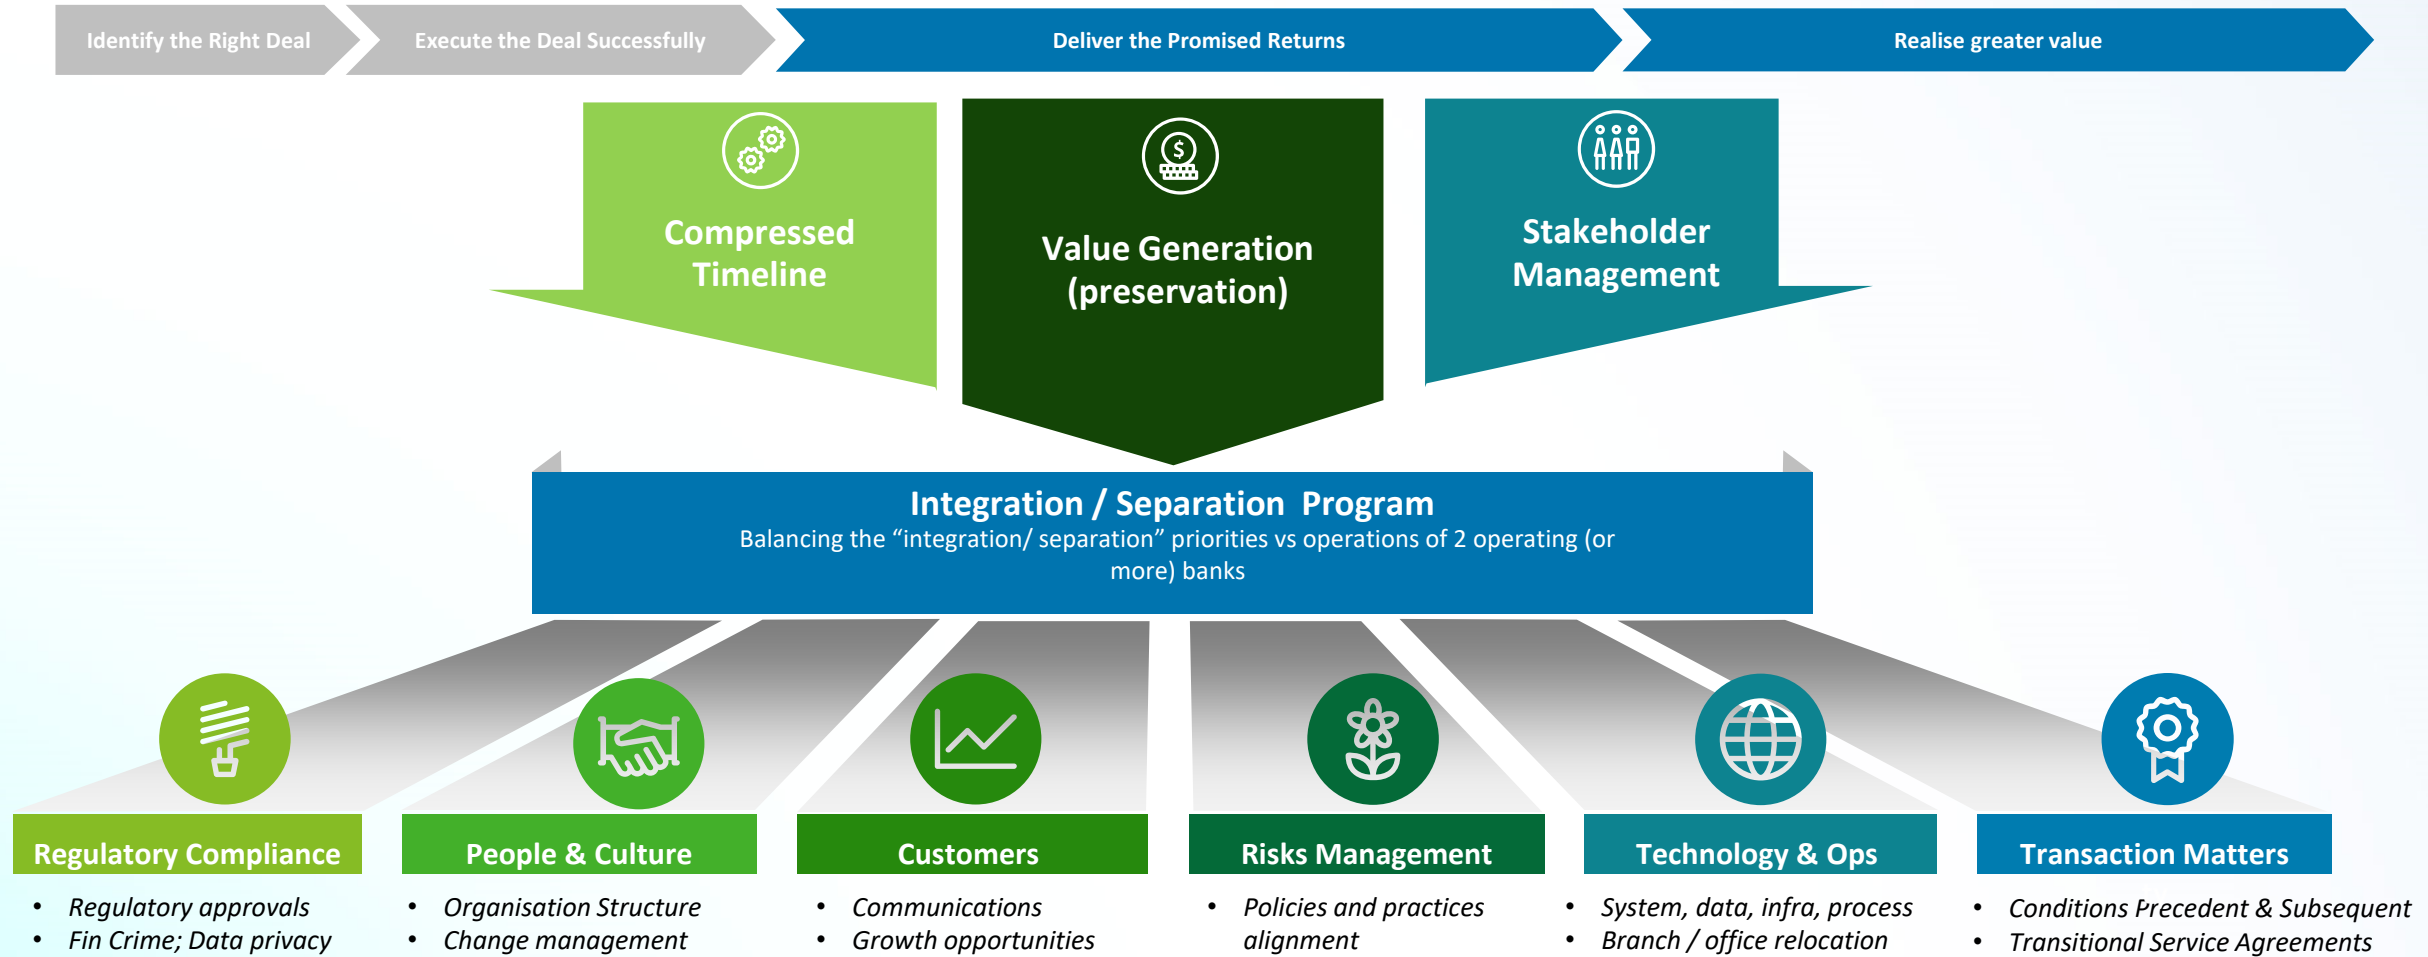 Identify the Right Deal
Execute the Deal Successfully
Deliver the Promised Returns
Realise greater value
Compressed
Timeline
$
Value Generation
(preservation)
Stakeholder
Management
Integration / Separation  Program
Balancing the “integration/ separation” priorities vs operations of 2 operating (or
more) banks
Regulatory Compliance
• Regulatory approvals
• Fin Crime; Data privacy
People & Culture
• Organisation Structure
• Change management
Customers
• Communications
• Growth opportunities
Risks Management
• Policies and practices
alignment
Technology & Ops
• System, data, infra, process
• Branch / office relocation
Transaction Matters
• Conditions Precedent & Subsequent
• Transitional Service Agreements